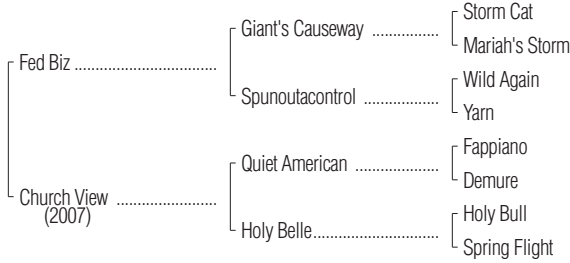 Storm Cat
Giant's Causeway ..................
Mariah's Storm
Fed Biz ......................................
Wild Again
Spunoutacontrol ....................
Yarn
Fappiano
Quiet American ......................
Demure
Church View ...........................
(2007)
Holy Bull
Holy Belle.................................
Spring Flight